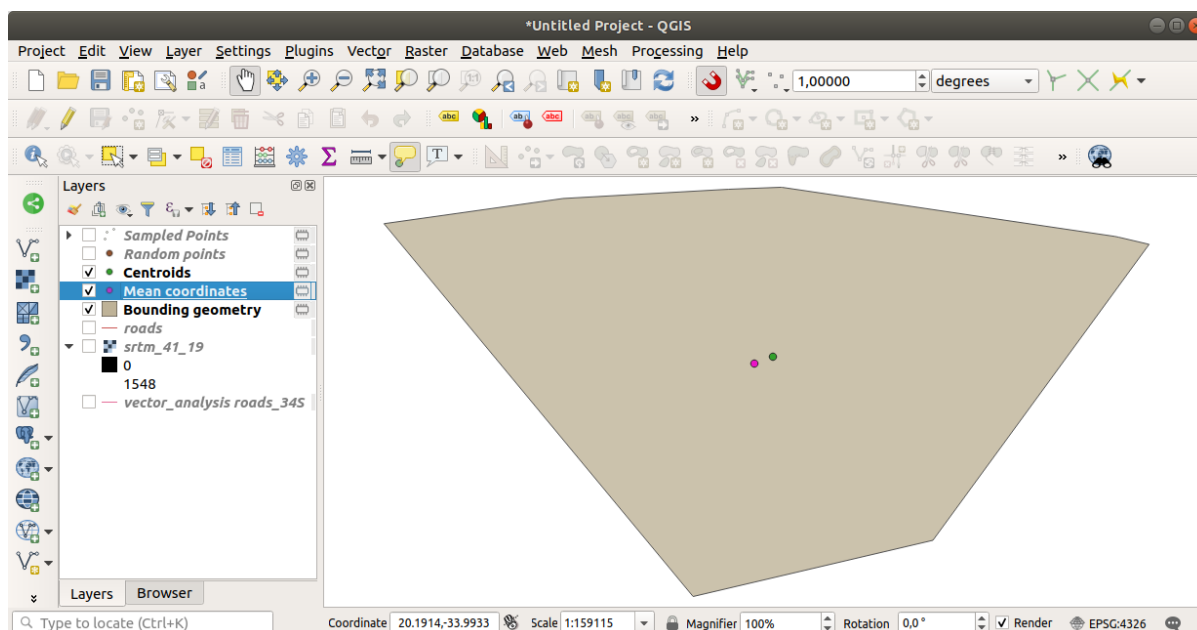 *Untitled Project - QGIS
Project Edit View Layer Settings Plugins Vector Raster Database Web Mesh Processing Help
1,00000 degrees
abc ab abc
Layers
Sampled Points
Random points
Centroids
Mean coordinates
Bounding geometry
roads
srtm_41_19
0
1548
vector_analysis roads_34S
Layers Browser
Type to locate (Ctrl+K) Coordinate 20.1914,-33.9933 Scale 1:159115 Magnifier 100% Rotation 0,0° Render EPSG:4326